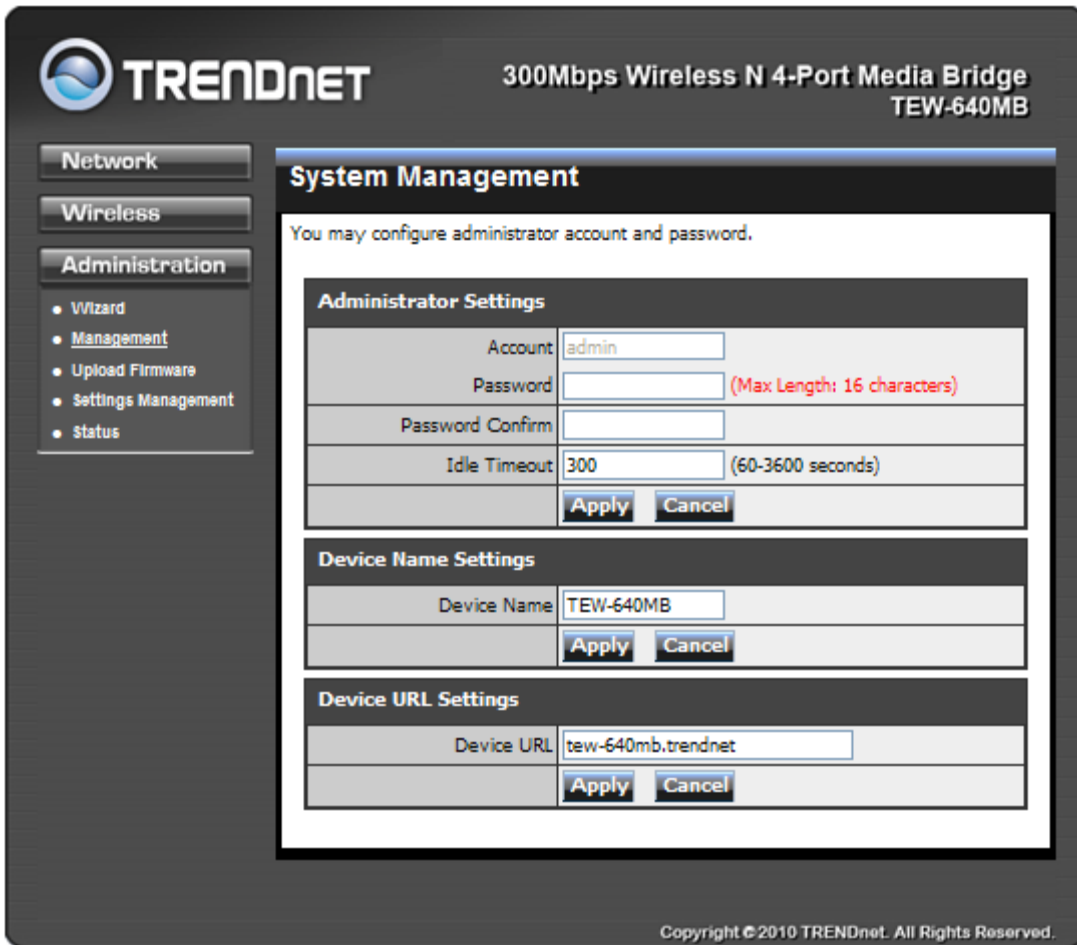 TRENDNET
300Mbps Wireless N 4-Port Media Bridge
TEW-640MB
Network
Wireless
Administration
Wizard
Management
Upload Firmware
Settings Management
Status
System Management
You may configure administrator account and password.
Administrator Settings
Account admin
Password (Max Length: 16 characters)
Password Confirm
Idle Timeout 300 (60-3600 seconds)
Apply Cancel
Device Name Settings
Device Name TEW-640MB
Apply Cancel
Device URL Settings
Device URL tew-640mb.trendnet
Apply Cancel
Copyright © 2010 TRENDnet. All Rights Reserved.